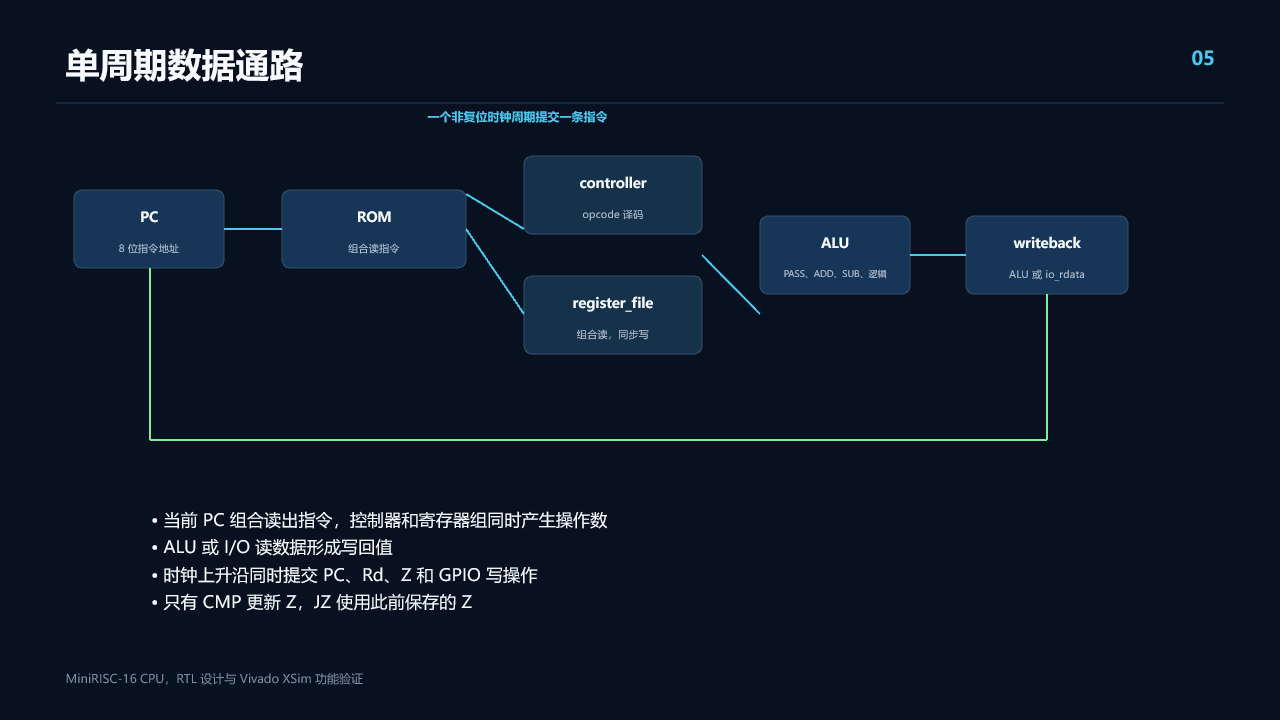 单周期数据通路
05
一个非复位时钟周期提交一条指令
PC
8 位指令地址
ROM
组合读指令
controller
opcode 译码
register_file
组合读，同步写
ALU
PASS、ADD、SUB、逻辑
writeback
ALU 或 io_rdata
• 当前 PC 组合读出指令，控制器和寄存器组同时产生操作数
• ALU 或 I/O 读数据形成写回值
• 时钟上升沿同时提交 PC、Rd、Z 和 GPIO 写操作
• 只有 CMP 更新 Z，JZ 使用此前保存的 Z
MiniRISC-16 CPU，RTL 设计与 Vivado XSim 功能验证